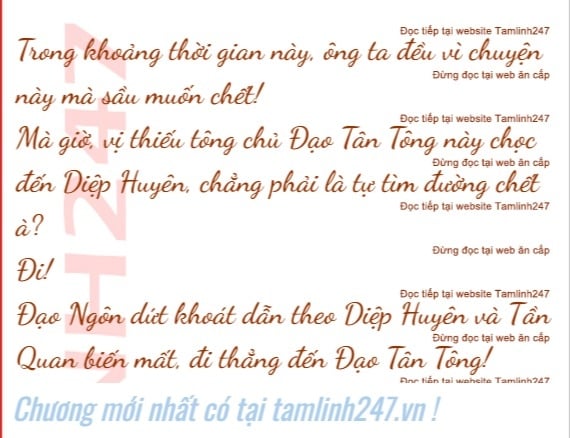 Đọc tiếp tại website Tamlinh247
Trong khoảng thời gian này, ông ta đều vì chuyện
Đừng đọc tại web ăn cắp
này mà sầu muốn chết!
Đọc tiếp tại website Tamlinh247
Mà giờ, vị thiếu tông chủ Đạo Tân Tông này chọc
Đừng đọc tại web ăn cắp
đến Diệp Huyên, chẳng phải là tự tìm đường chết
Đọc tiếp tại website Tamlinh247
à?
Đừng đọc tại web ăn cắp
Đi!
Đọc tiếp tại website Tamlinh247
Đạo Ngôn dứt khoát dẫn theo Diệp Huyên và Tần
Đừng đọc tại web ăn cắp
Quan biến mất, đi thẳng đến Đạo Tân Tông!
Đọc tiếp tại website Tamlinh247
Chương mới nhất có tại tamlinh247.vn !
NH247